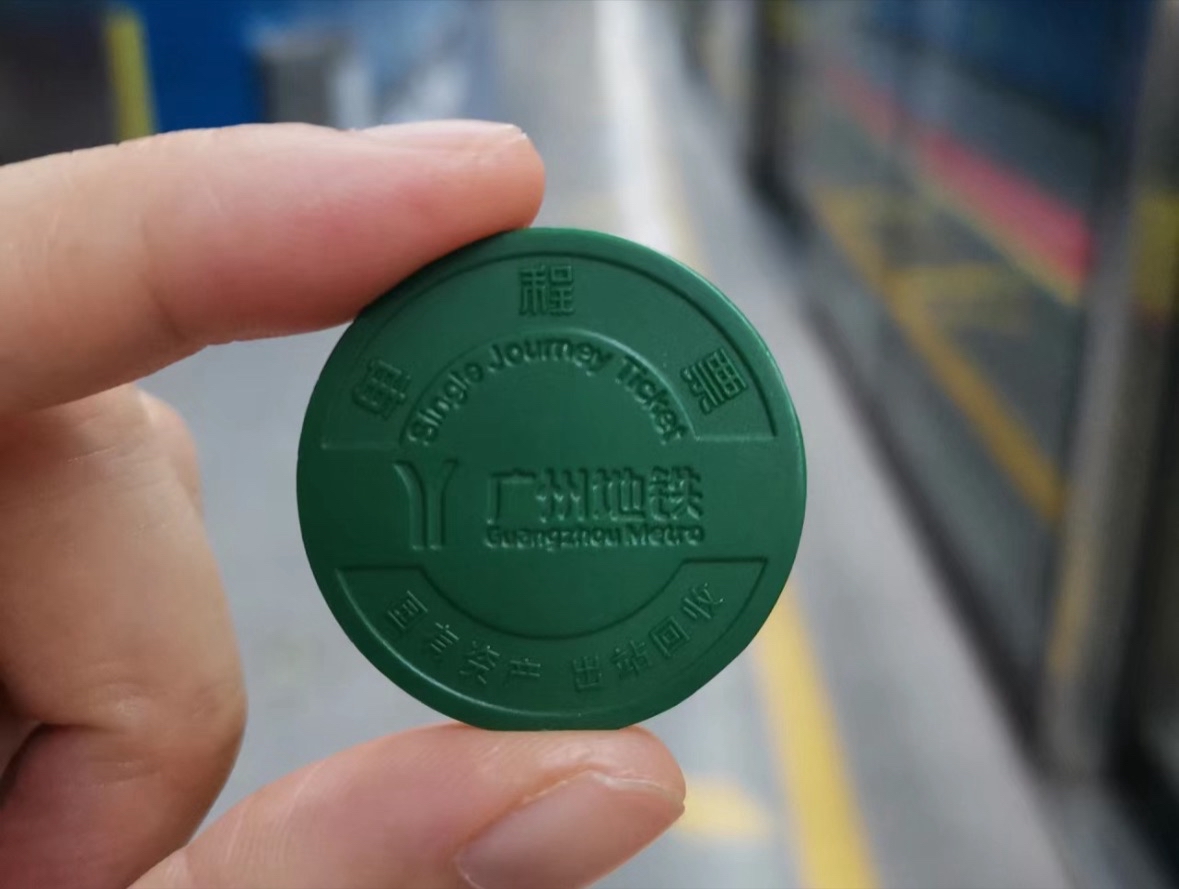 单程票
Single Journey Ticket
广州地铁
Guangzhou Metro
国有资产 出站回收